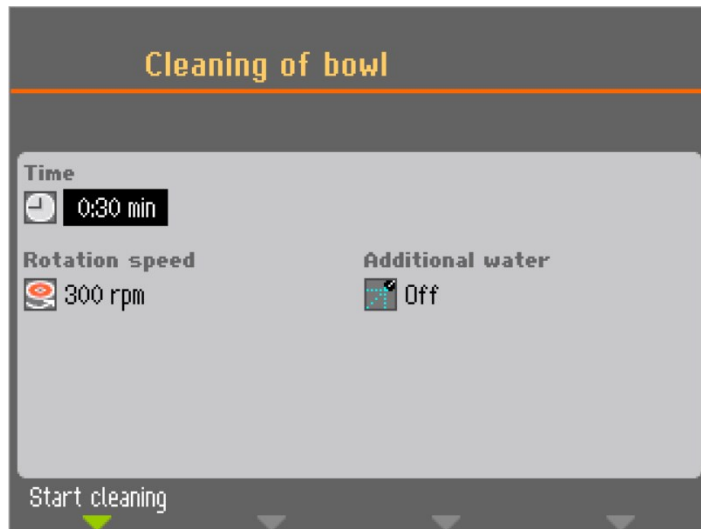 Cleaning of bowl
Time
0:30 min
Rotation speed
300 rpm
Additional water
Off
Start cleaning